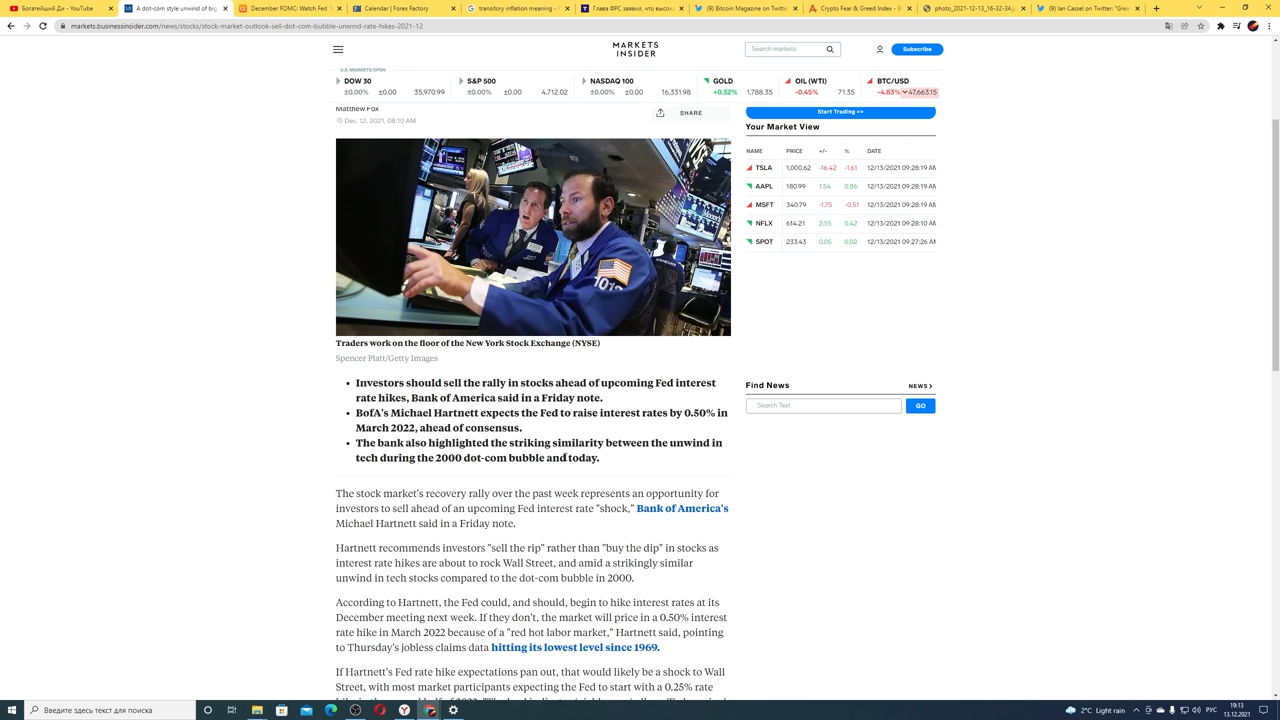 Богатейший Ди - YouTube
A dot-com style unwind of big
December FOMC: Watch Fed
Calendar | Forex Factory
transitory inflation meaning -
Глава ФРС заявил, что высок
(9) Bitcoin Magazine on Twitte
Crypto Fear & Greed Index -
photo_2021-12-13_16-32-34.j
(9) Ian Cassel on Twitter: "Gre
markets.businessinsider.com/news/stocks/stock-market-outlook-sell-dot-com-bubble-unwind-rate-hikes-2021-12
MARKETS
INSIDER
Search markets
Subscribe
U.S. MARKETS OPEN
DOW 30
±0.00% ±0.00 35,970.99
S&P 500
±0.00% ±0.00 4,712.02
NASDAQ 100
±0.00% ±0.00 16,331.98
GOLD
+0.32% 1,788.35
OIL (WTI)
-0.45% 71.35
BTC/USD
-4.83% 47,663.15
Matthew Fox
Dec. 12, 2021, 08:10 AM
SHARE
Start Trading >>
Your Market View
NAME PRICE +/- % DATE
TSLA 1,000.62 -16.42 -1.61 12/13/2021 09:28:19 AM
AAPL 180.99 1.54 0.86 12/13/2021 09:28:19 AM
MSFT 340.79 -1.75 -0.51 12/13/2021 09:28:19 AM
NFLX 614.21 2.55 0.42 12/13/2021 09:28:10 AM
SPOT 233.43 0.05 0.02 12/13/2021 09:27:26 AM
1012
Traders work on the floor of the New York Stock Exchange (NYSE)
Spencer Platt/Getty Images
Investors should sell the rally in stocks ahead of upcoming Fed interest
rate hikes, Bank of America said in a Friday note.
BofA's Michael Hartnett expects the Fed to raise interest rates by 0.50% in
March 2022, ahead of consensus.
The bank also highlighted the striking similarity between the unwind in
tech during the 2000 dot-com bubble and today.
Find News
NEWS >
Search Text
GO
The stock market's recovery rally over the past week represents an opportunity for
investors to sell ahead of an upcoming Fed interest rate "shock," Bank of America's
Michael Hartnett said in a Friday note.
Hartnett recommends investors "sell the rip" rather than "buy the dip" in stocks as
interest rate hikes are about to rock Wall Street, and amid a strikingly similar
unwind in tech stocks compared to the dot-com bubble in 2000.
According to Hartnett, the Fed could, and should, begin to hike interest rates at its
December meeting next week. If they don't, the market will price in a 0.50% interest
rate hike in March 2022 because of a "red hot labor market," Hartnett said, pointing
to Thursday's jobless claims data hitting its lowest level since 1969.
If Hartnett's Fed rate hike expectations pan out, that would likely be a shock to Wall
Street, with most market participants expecting the Fed to start with a 0.25% rate
Введите здесь текст для поиска
2°C Light rain
РУС
19:13
13.12.2021